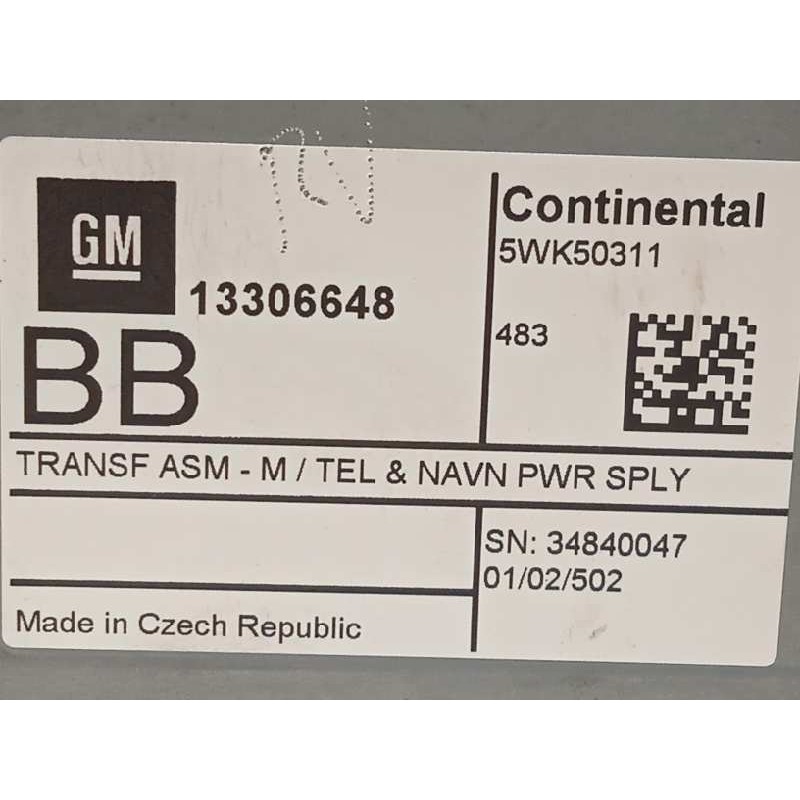 GM
13306648
BB
Continental
5WK50311
483
TRANSF ASM - M / TEL & NAVN PWR SPLY
SN: 34840047
01/02/502
Made in Czech Republic